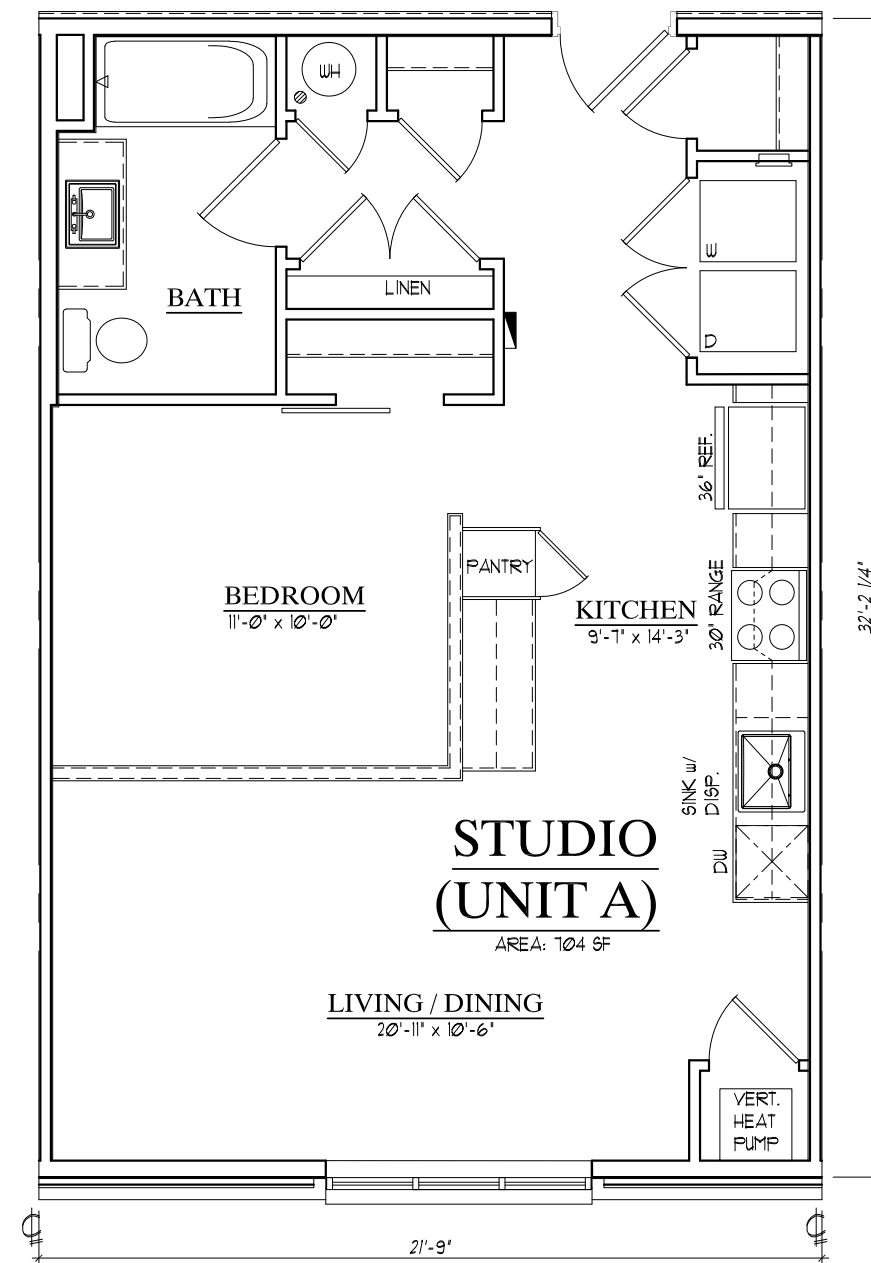 WH
LINEN
BATH
W
D
36" REF.
PANTRY
BEDROOM
11'-0" x 10'-0"
KITCHEN
9'-7" x 14'-3"
30" RANGE
32'-2 1/4"
SINK w/
DISP.
DW
STUDIO
(UNIT A)
AREA: 704 SF
LIVING / DINING
20'-11" x 10'-6"
VERT.
HEAT
PUMP
21'-9"